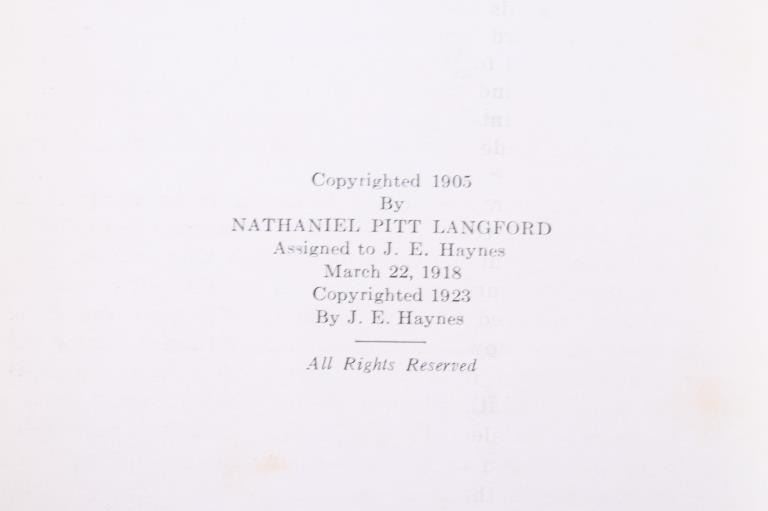 Copyrighted 1905
By
NATHANIEL PITT LANGFORD
Assigned to J. E. Haynes
March 22, 1918
Copyrighted 1923
By J. E. Haynes
All Rights Reserved